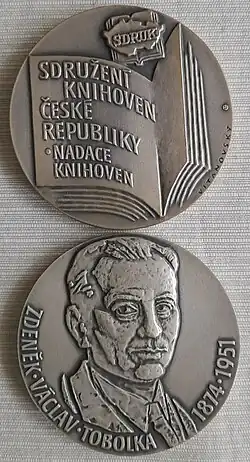 SDRUK
SDRUŽENÍ
KNIHOVEN
ČESKÉ
REPUBLIKY
• NADACE
KNIHOVEN
ZDENĚK • VÁCLAV • TOBOLKA
1874 • 1951